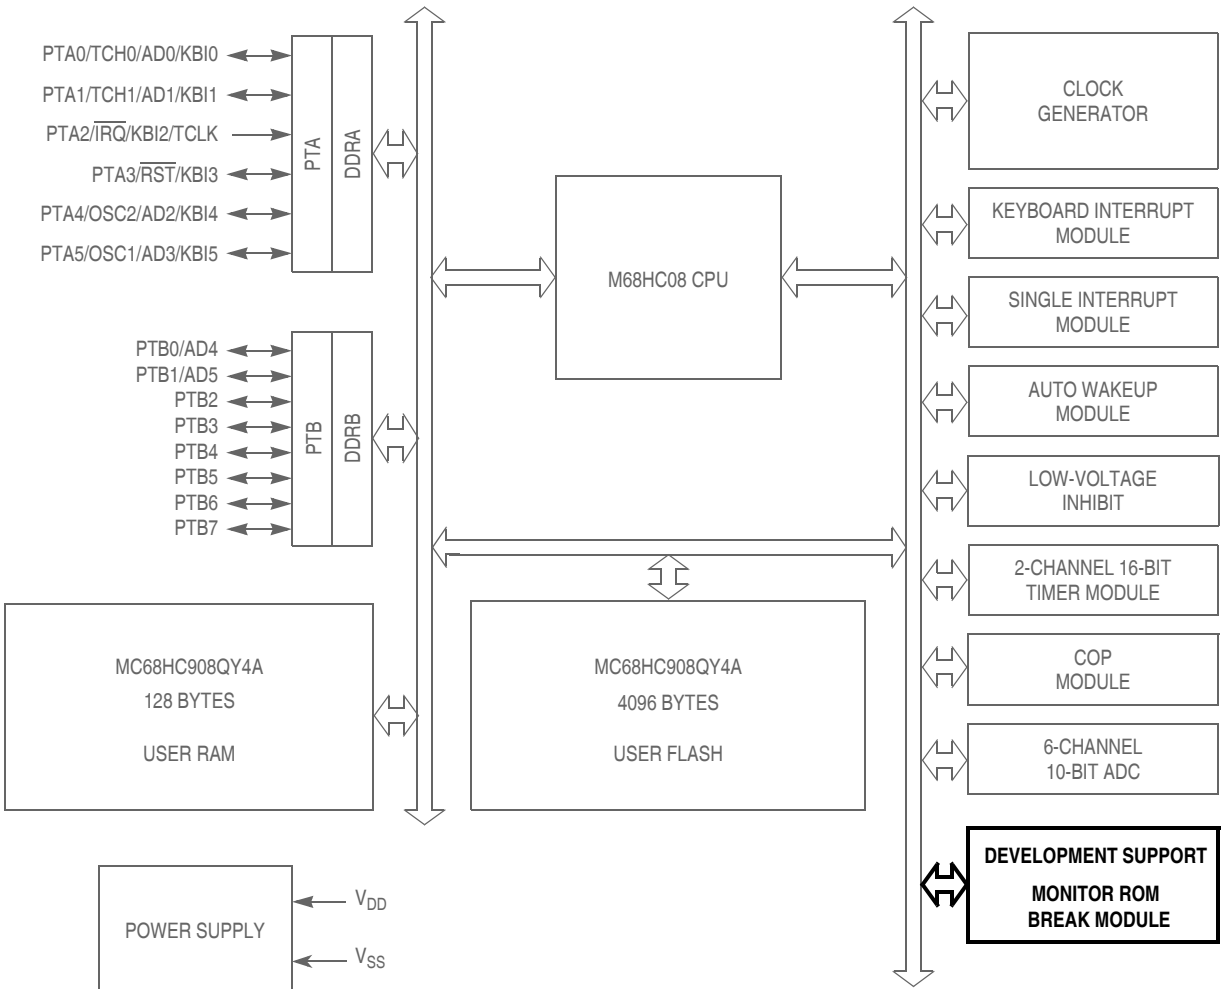 PTA0/TCH0/AD0/KBI0
PTA1/TCH1/AD1/KBI1
PTA2/IRQ/KBI2/TCLK
PTA3/RST/KBI3
PTA4/OSC2/AD2/KBI4
PTA5/OSC1/AD3/KBI5
PTA
DDRA
PTB0/AD4
PTB1/AD5
PTB2
PTB3
PTB4
PTB5
PTB6
PTB7
PTB
DDRB
M68HC08 CPU
MC68HC908QY4A
128 BYTES
USER RAM
MC68HC908QY4A
4096 BYTES
USER FLASH
POWER SUPPLY
VDD
VSS
CLOCK
GENERATOR
KEYBOARD INTERRUPT
MODULE
SINGLE INTERRUPT
MODULE
AUTO WAKEUP
MODULE
LOW-VOLTAGE
INHIBIT
2-CHANNEL 16-BIT
TIMER MODULE
COP
MODULE
6-CHANNEL
10-BIT ADC
DEVELOPMENT SUPPORT
MONITOR ROM
BREAK MODULE